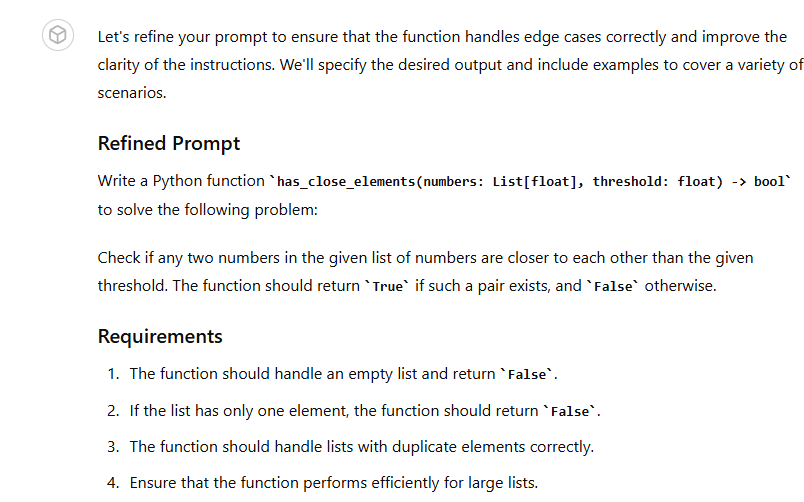 Let's refine your prompt to ensure that the function handles edge cases correctly and improve the
clarity of the instructions. We'll specify the desired output and include examples to cover a variety of
scenarios.
Refined Prompt
Write a Python function `has_close_elements(numbers: List[float], threshold: float) -> bool`
to solve the following problem:
Check if any two numbers in the given list of numbers are closer to each other than the given
threshold. The function should return `True` if such a pair exists, and `False` otherwise.
Requirements
1. The function should handle an empty list and return `False`.
2. If the list has only one element, the function should return `False`.
3. The function should handle lists with duplicate elements correctly.
4. Ensure that the function performs efficiently for large lists.